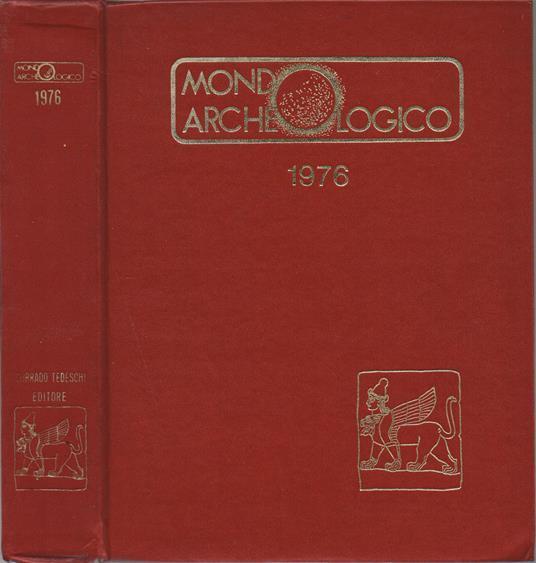 MONDO
ARCHEOLOGICO
1976
CORRADO TEDESCHI
EDITORE
MONDO
ARCHEOLOGICO
1976